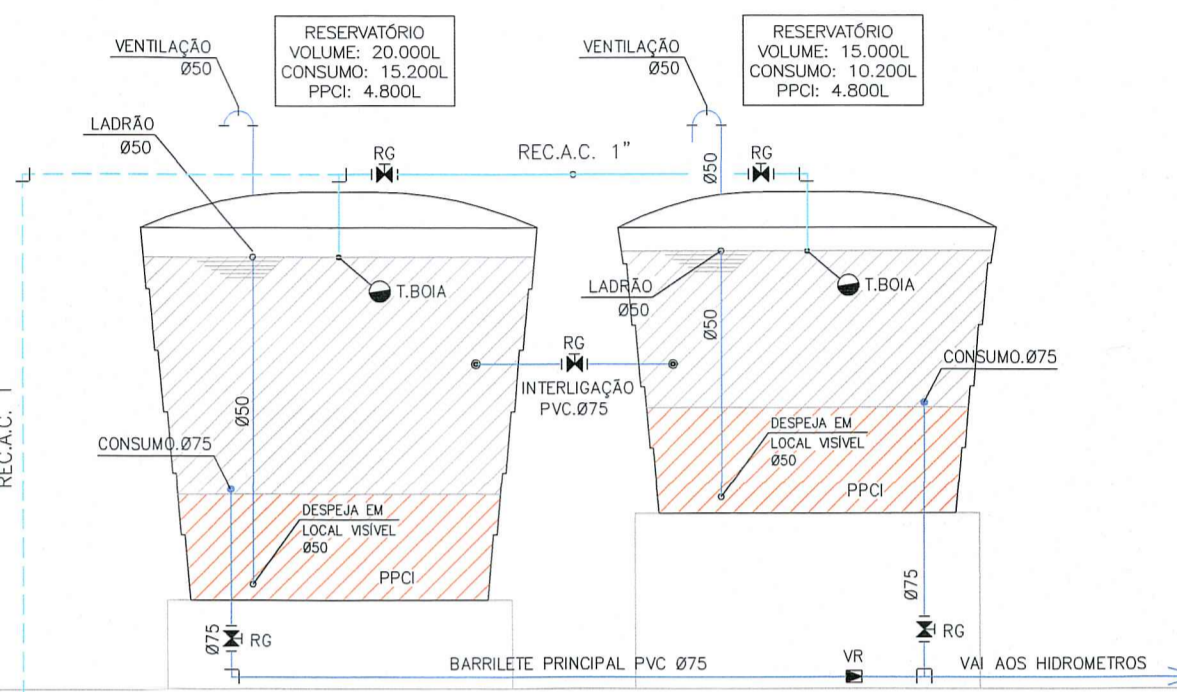 VENTILAÇÃO
Ø50
RESERVATÓRIO
VOLUME: 20.000L
CONSUMO: 15.200L
PPCI: 4.800L
VENTILAÇÃO
Ø50
RESERVATÓRIO
VOLUME: 15.000L
CONSUMO: 10.200L
PPCI: 4.800L
LADRÃO
Ø50
RG
REC.A.C. 1"
Ø50
RG
T.BOIA
LADRÃO
Ø50
Ø50
T.BOIA
RG
INTERLIGAÇÃO
PVC.Ø75
CONSUMO.Ø75
REC.A.C. 1"
Ø50
CONSUMO.Ø75
DESPEJA EM
LOCAL VISÍVEL
Ø50
PPCI
DESPEJA EM
LOCAL VISÍVEL
Ø50
PPCI
Ø75
RG
Ø75
RG
BARRILETE PRINCIPAL PVC Ø75
VR
VAI AOS HIDROMETROS